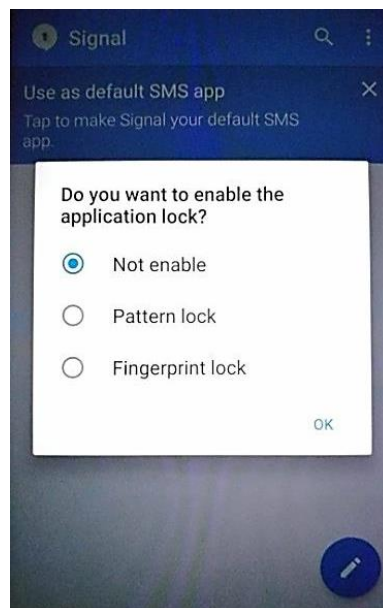 1 Signal
Use as default SMS app
Tap to make Signal your default SMS
app.
Do you want to enable the
application lock?
Not enable
Pattern lock
Fingerprint lock
OK